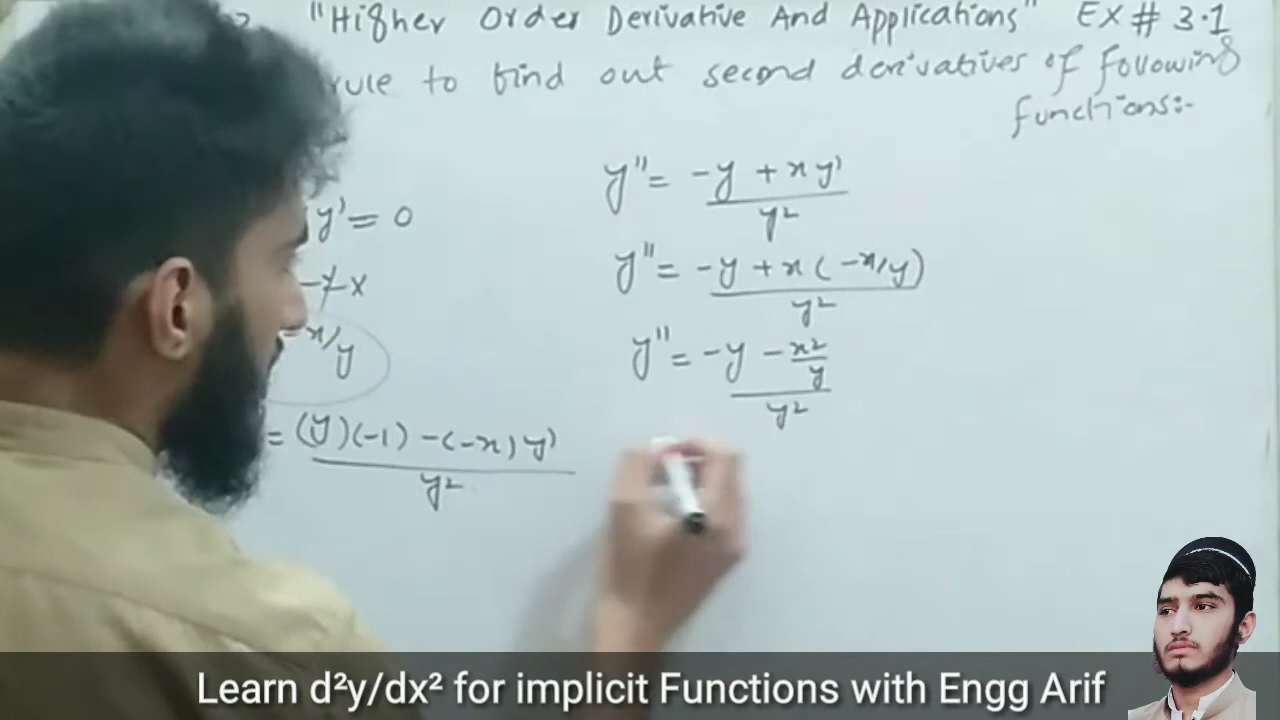 "Higher Order Derivative And Applications" EX # 3.1
rule to find out second derivatives of following
functions:-
y' = 0
-x
-x/y
= (y)(-1) -(-x)y'
y²
y'' = -y + xy'
y²
y'' = -y + x(-x/y)
y²
y'' = -y - x²
y
y²
Learn d²y/dx² for implicit Functions with Engg Arif